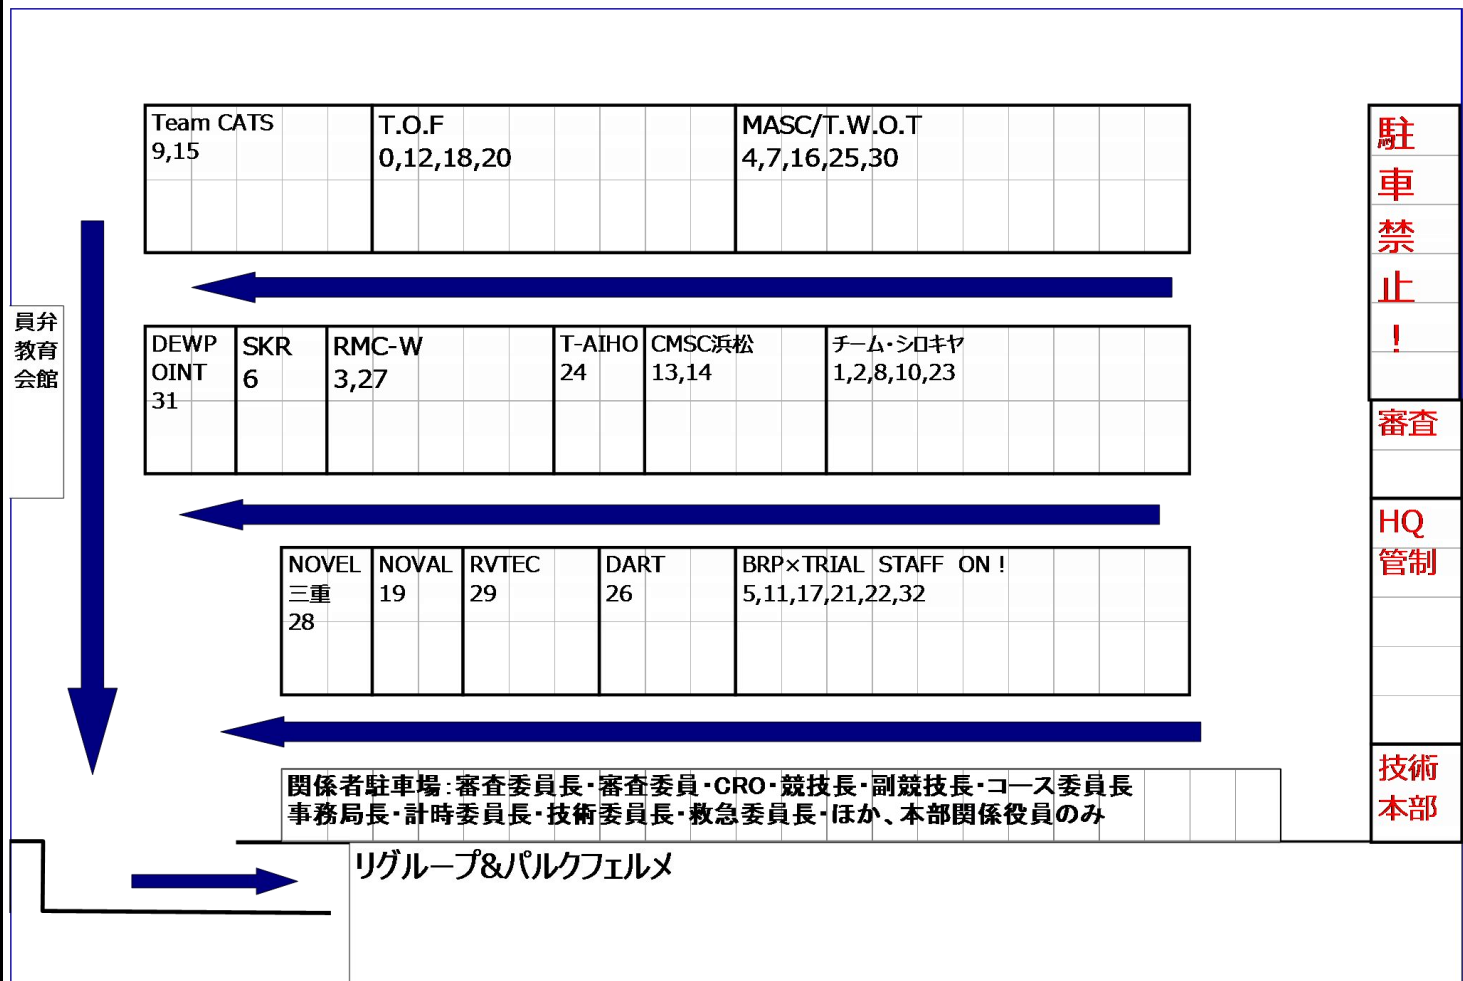 Team CATS
9,15
T.O.F
0,12,18,20
MASC/T.W.O.T
4,7,16,25,30
駐
車
禁
止
!
員弁
教育
会館
DEWP
OINT
31
SKR
6
RMC-W
3,27
T-AIHO
24
CMSC浜松
13,14
チーム・シロキヤ
1,2,8,10,23
審査
HQ
管制
NOVEL
三重
28
NOVAL
19
RVTEC
29
DART
26
BRP×TRIAL STAFF ON !
5,11,17,21,22,32
技術
本部
関係者駐車場:審査委員長・審査委員・CRO・競技長・副競技長・コース委員長
事務局長・計時委員長・技術委員長・救急委員長・ほか、本部関係役員のみ
リグループ&パルクフェルメ